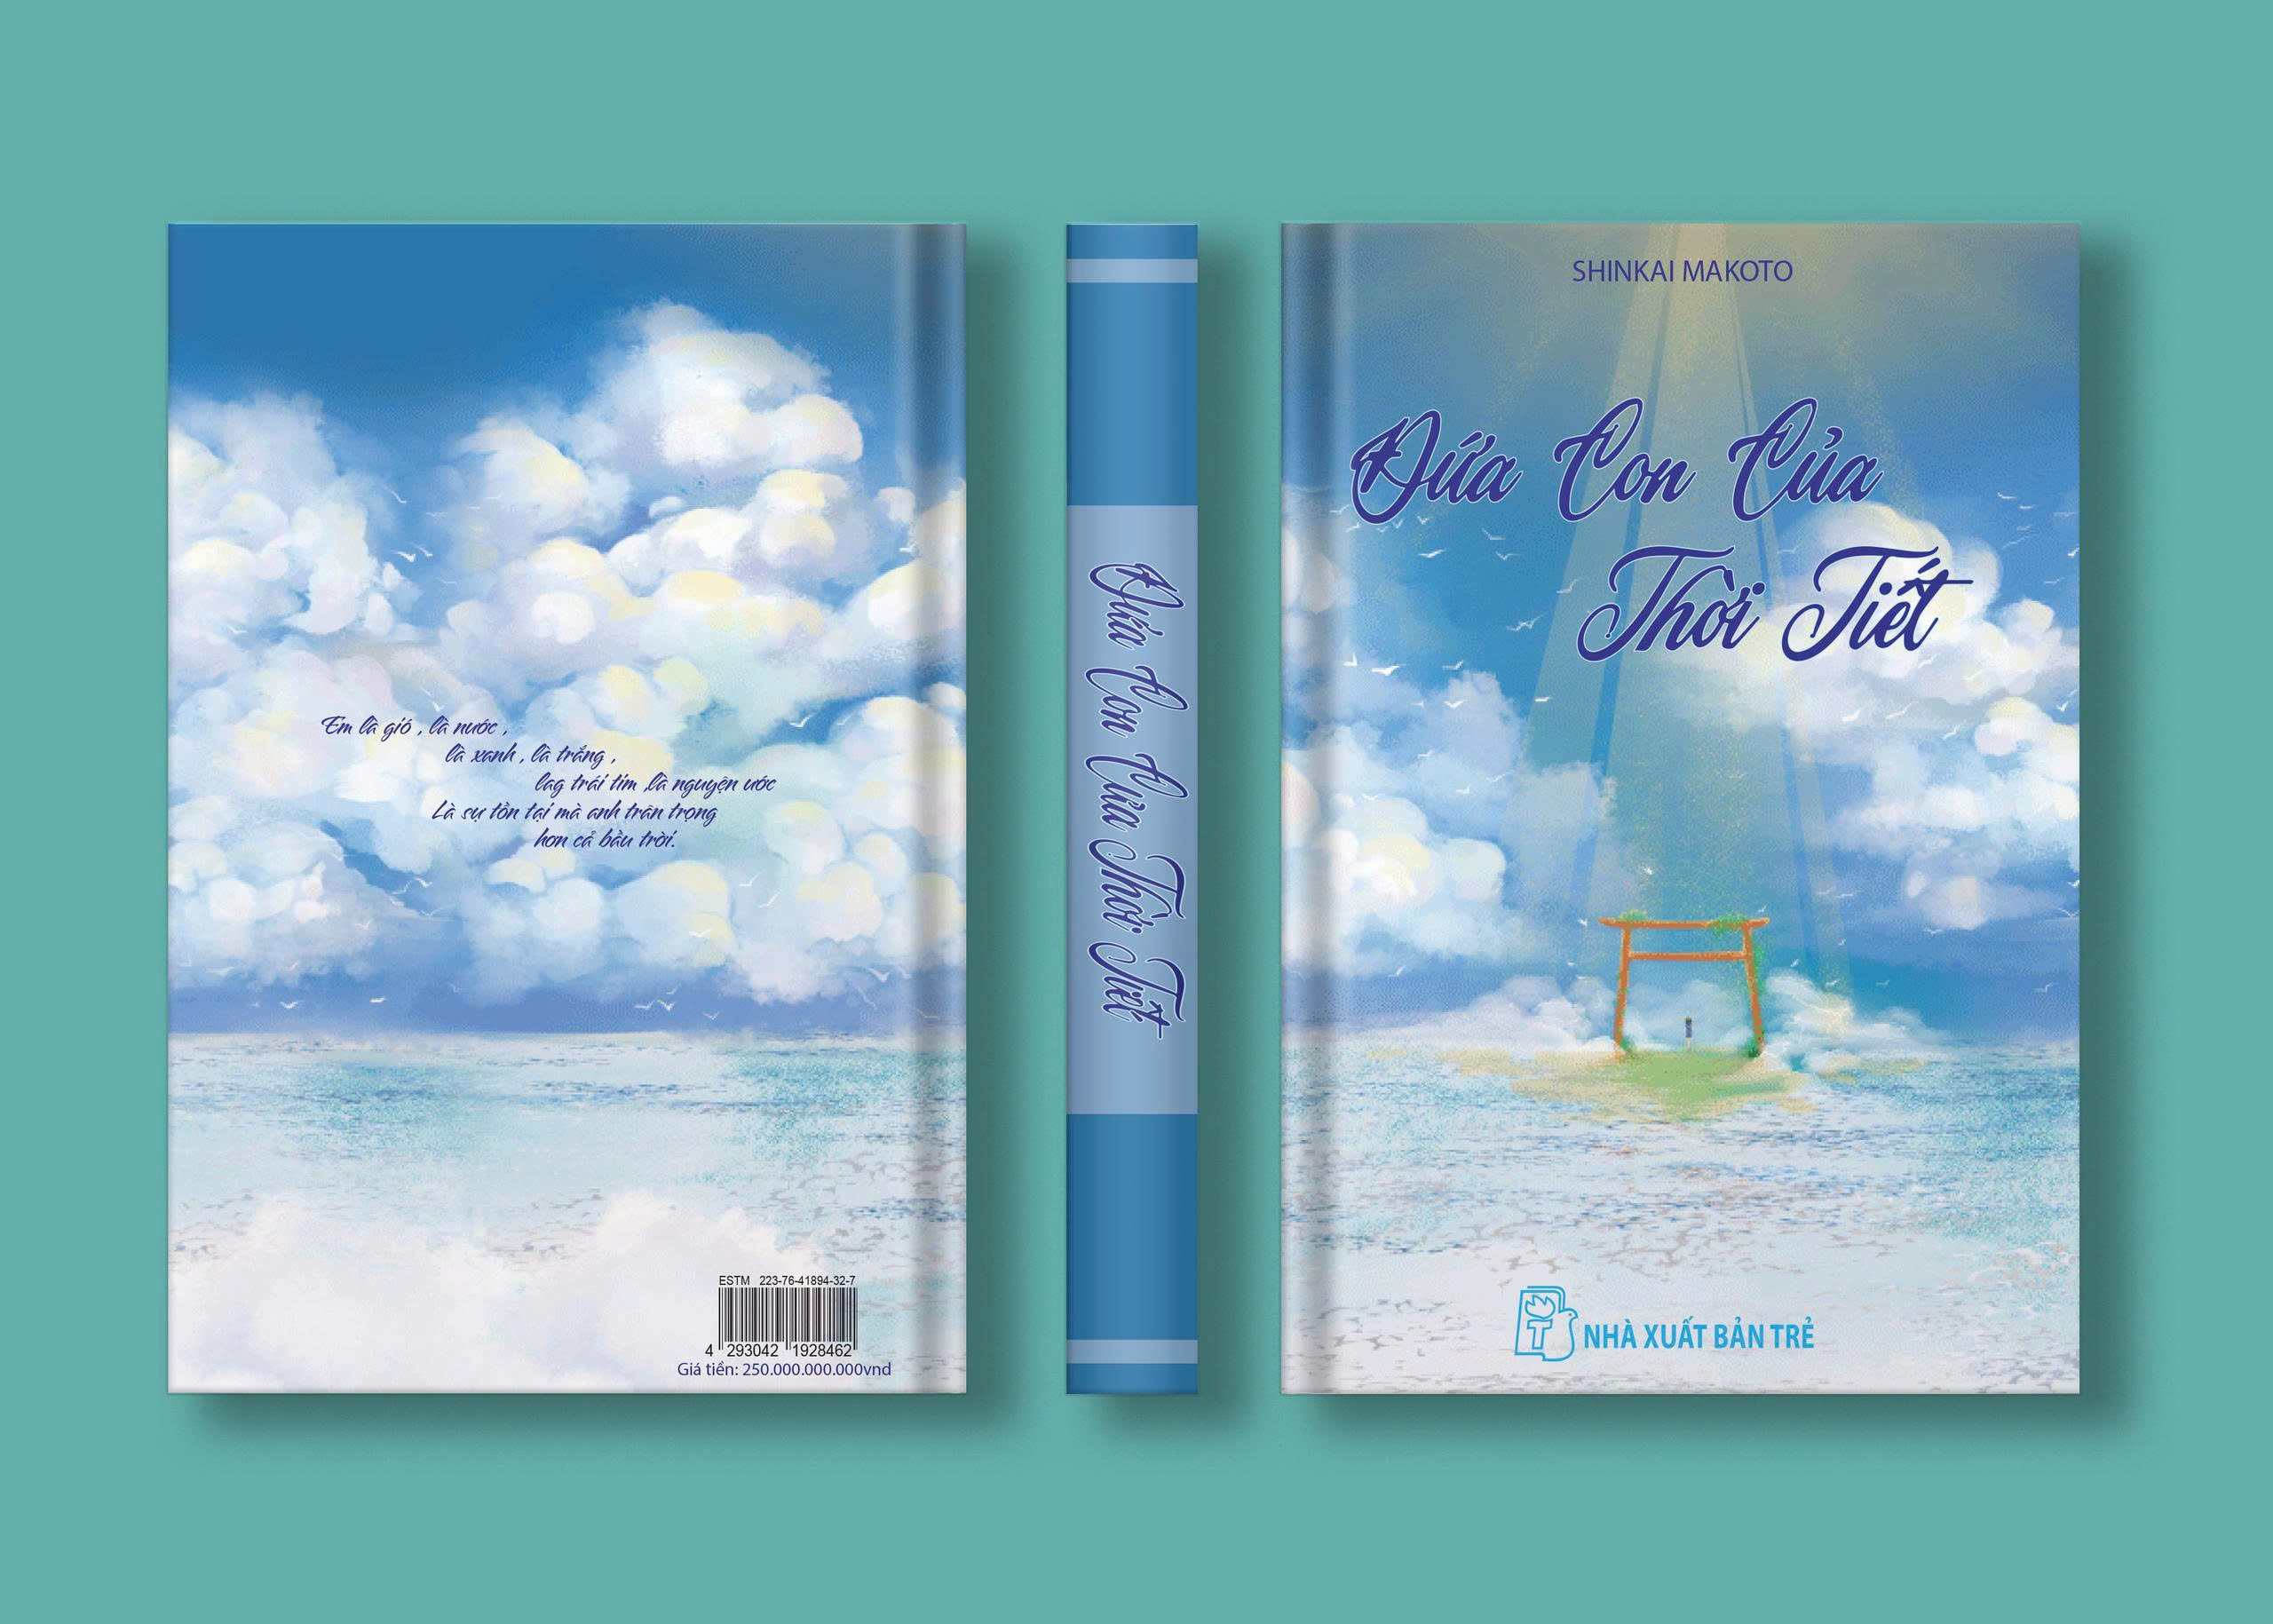 Em là gió , là nước ,
là xanh , là trắng ,
lag trái tim ,là nguyện ước
Là sự tồn tại mà anh trân trọng
hơn cả bầu trời.
ESTM 223-76-41894-32-7
4 293042 1928462
Giá tiền: 250.000.000.000vnd
Đứa Con Của Thời Tiết
SHINKAI MAKOTO
Đứa Con Của
Thời Tiết
T
NHÀ XUẤT BẢN TRẺ